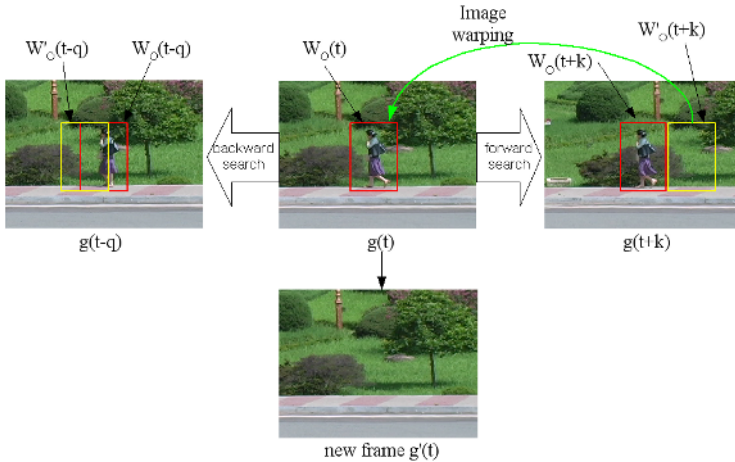 Image
warping
W'O(t-q)
WO(t-q)
WO(t)
WO(t+k)
W'O(t+k)
backward
search
forward
search
g(t-q)
g(t)
g(t+k)
new frame g'(t)